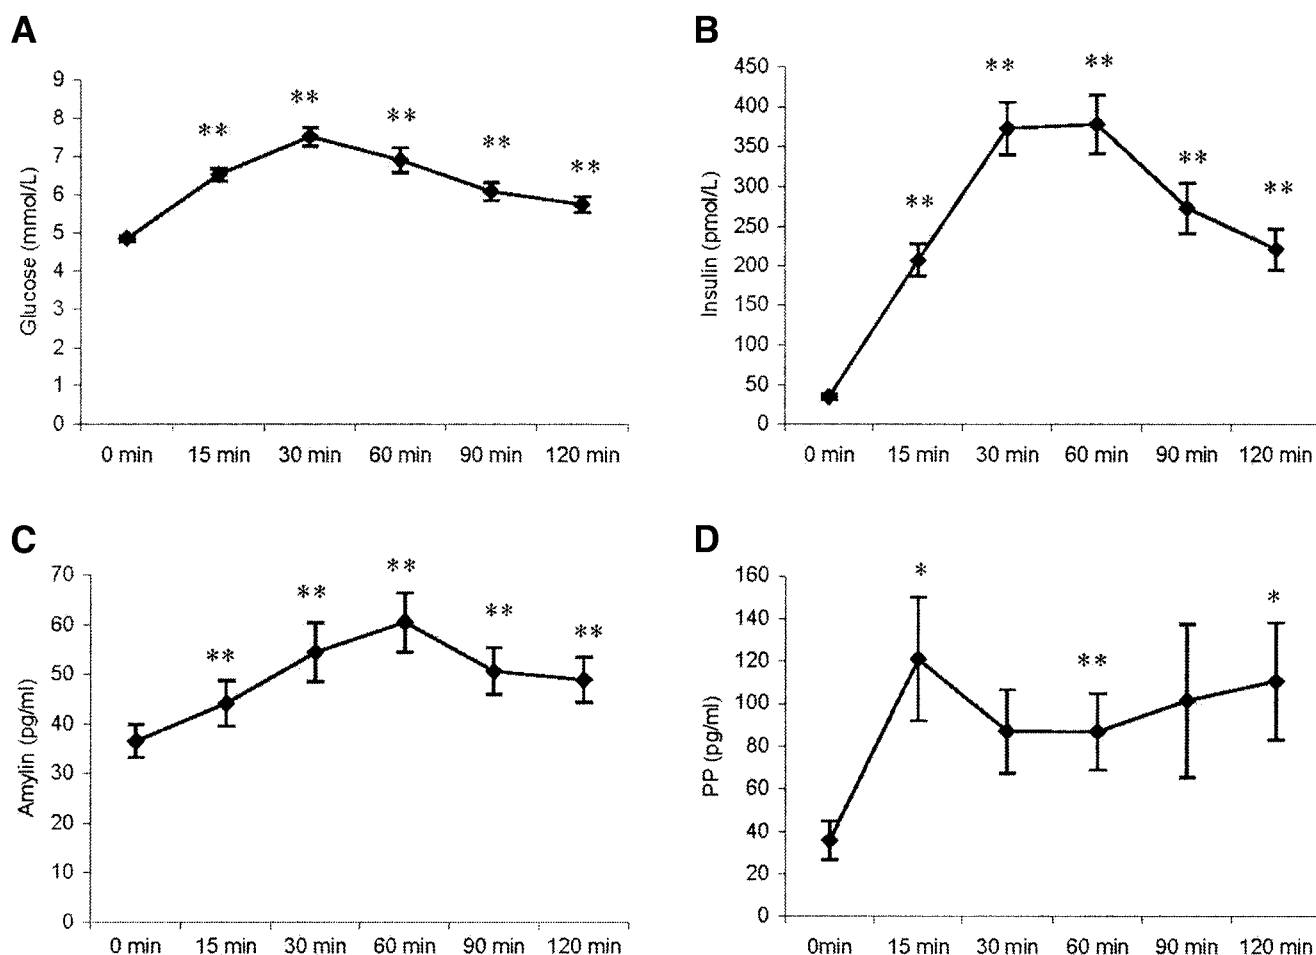 A
Glucose (mmol/L)
9
8
7
6
5
4
3
2
1
0
** ** ** ** **
0 min 15 min 30 min 60 min 90 min 120 min
B
Insulin (pmol/L)
450
400
350
300
250
200
150
100
50
0
** ** ** ** **
0 min 15 min 30 min 60 min 90 min 120 min
C
Amylin (pg/ml)
70
60
50
40
30
20
10
0
** ** ** ** **
0 min 15 min 30 min 60 min 90 min 120 min
D
PP (pg/ml)
160
140
120
100
80
60
40
20
0
* ** *
0min 15 min 30 min 60 min 90 min 120 min